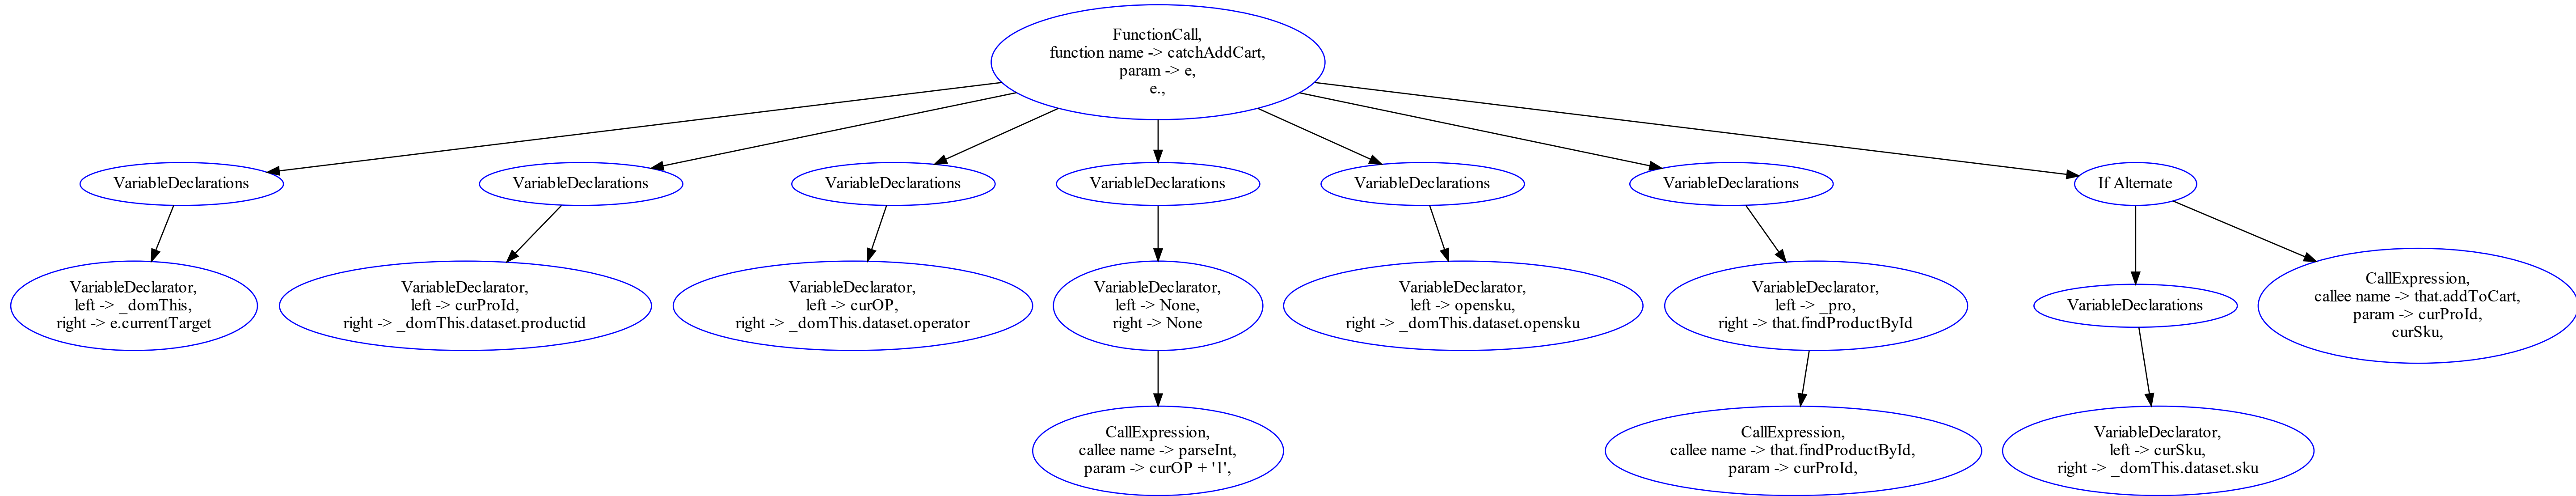 FunctionCall,
function name -> catchAddCart,
param -> e,
e.,
VariableDeclarations
VariableDeclarations
VariableDeclarations
VariableDeclarations
VariableDeclarations
VariableDeclarations
If Alternate
VariableDeclarator,
left -> _domThis,
right -> e.currentTarget
VariableDeclarator,
left -> curProId,
right -> _domThis.dataset.productid
VariableDeclarator,
left -> curOP,
right -> _domThis.dataset.operator
VariableDeclarator,
left -> None,
right -> None
VariableDeclarator,
left -> opensku,
right -> _domThis.dataset.opensku
VariableDeclarator,
left -> _pro,
right -> that.findProductById
VariableDeclarations
CallExpression,
callee name -> that.addToCart,
param -> curProId,
curSku,
CallExpression,
callee name -> parseInt,
param -> curOP + '1',
CallExpression,
callee name -> that.findProductById,
param -> curProId,
VariableDeclarator,
left -> curSku,
right -> _domThis.dataset.sku